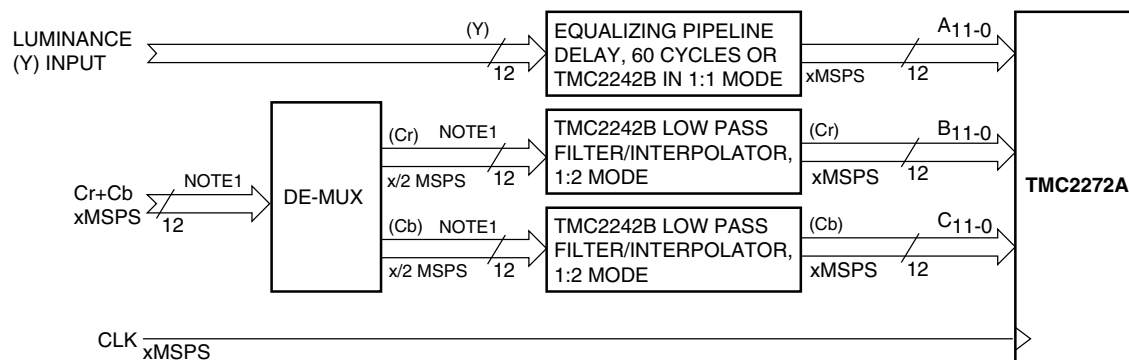 LUMINANCE
(Y) INPUT
(Y)
12
EQUALIZING PIPELINE
DELAY, 60 CYCLES OR
TMC2242B IN 1:1 MODE
xMSPS
12
A11-0
Cr+Cb
xMSPS
NOTE1
12
DE-MUX
(Cr)
NOTE1
x/2 MSPS
12
TMC2242B LOW PASS
FILTER/INTERPOLATOR,
1:2 MODE
(Cr)
xMSPS
12
B11-0
(Cb)
NOTE1
x/2 MSPS
12
TMC2242B LOW PASS
FILTER/INTERPOLATOR,
1:2 MODE
(Cb)
xMSPS
12
C11-0
TMC2272A
CLK
xMSPS